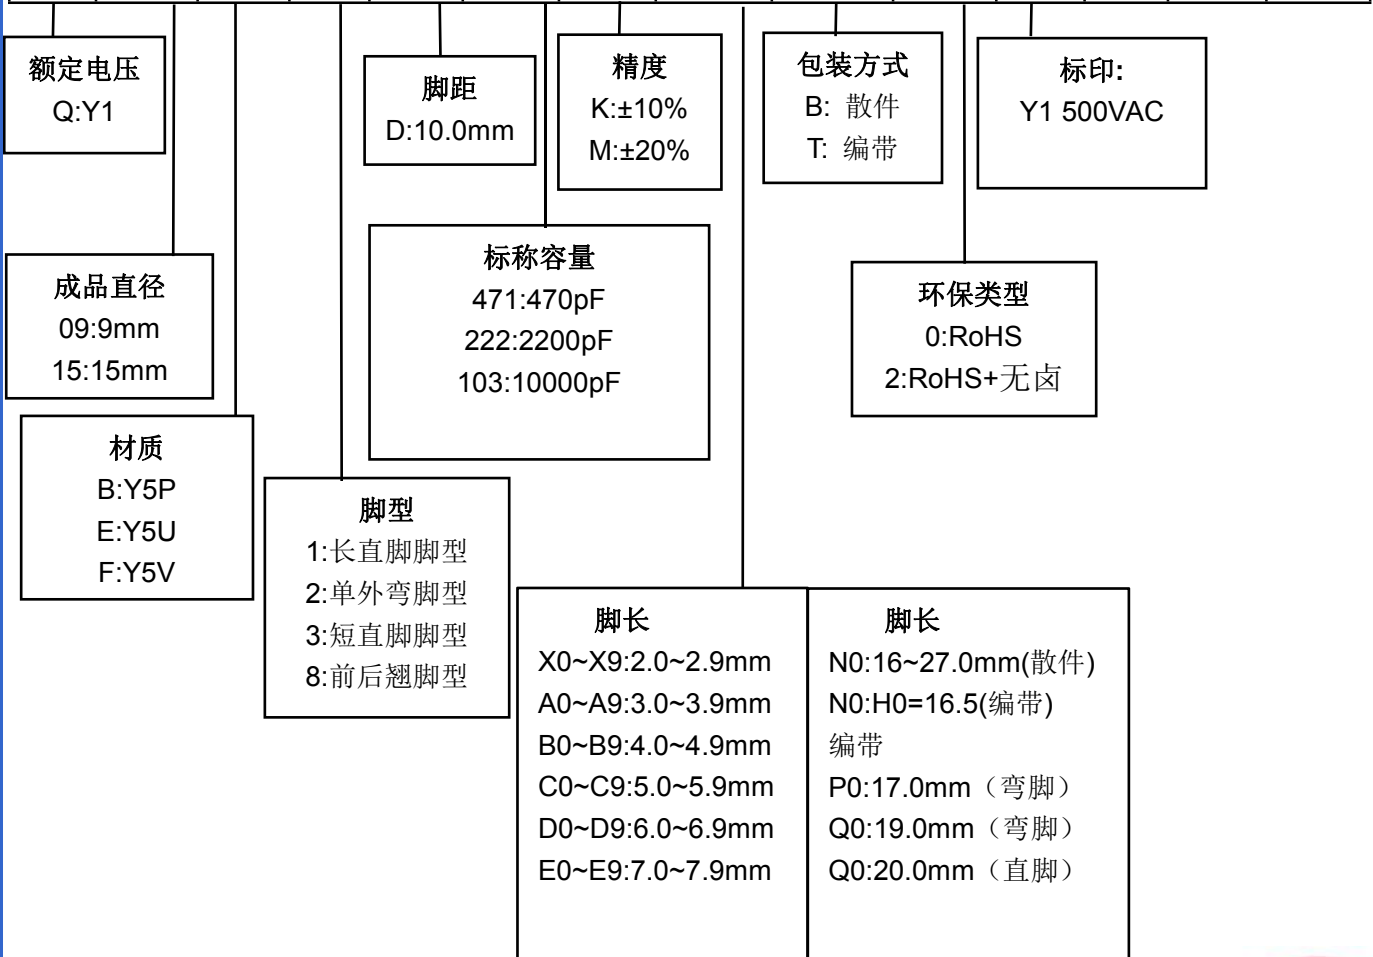 额定电压
Q:Y1
脚距
D:10.0mm
精度
K:±10%
M:±20%
包装方式
B: 散件
T: 编带
标印:
Y1 500VAC
成品直径
09:9mm
15:15mm
标称容量
471:470pF
222:2200pF
103:10000pF
环保类型
0:RoHS
2:RoHS+无卤
材质
B:Y5P
E:Y5U
F:Y5V
脚型
1:长直脚脚型
2:单外弯脚型
3:短直脚脚型
8:前后翘脚型
脚长
X0~X9:2.0~2.9mm
A0~A9:3.0~3.9mm
B0~B9:4.0~4.9mm
C0~C9:5.0~5.9mm
D0~D9:6.0~6.9mm
E0~E9:7.0~7.9mm
脚长
N0:16~27.0mm(散件)
N0:H0=16.5(编带)
编带
P0:17.0mm（弯脚）
Q0:19.0mm（弯脚）
Q0:20.0mm（直脚）